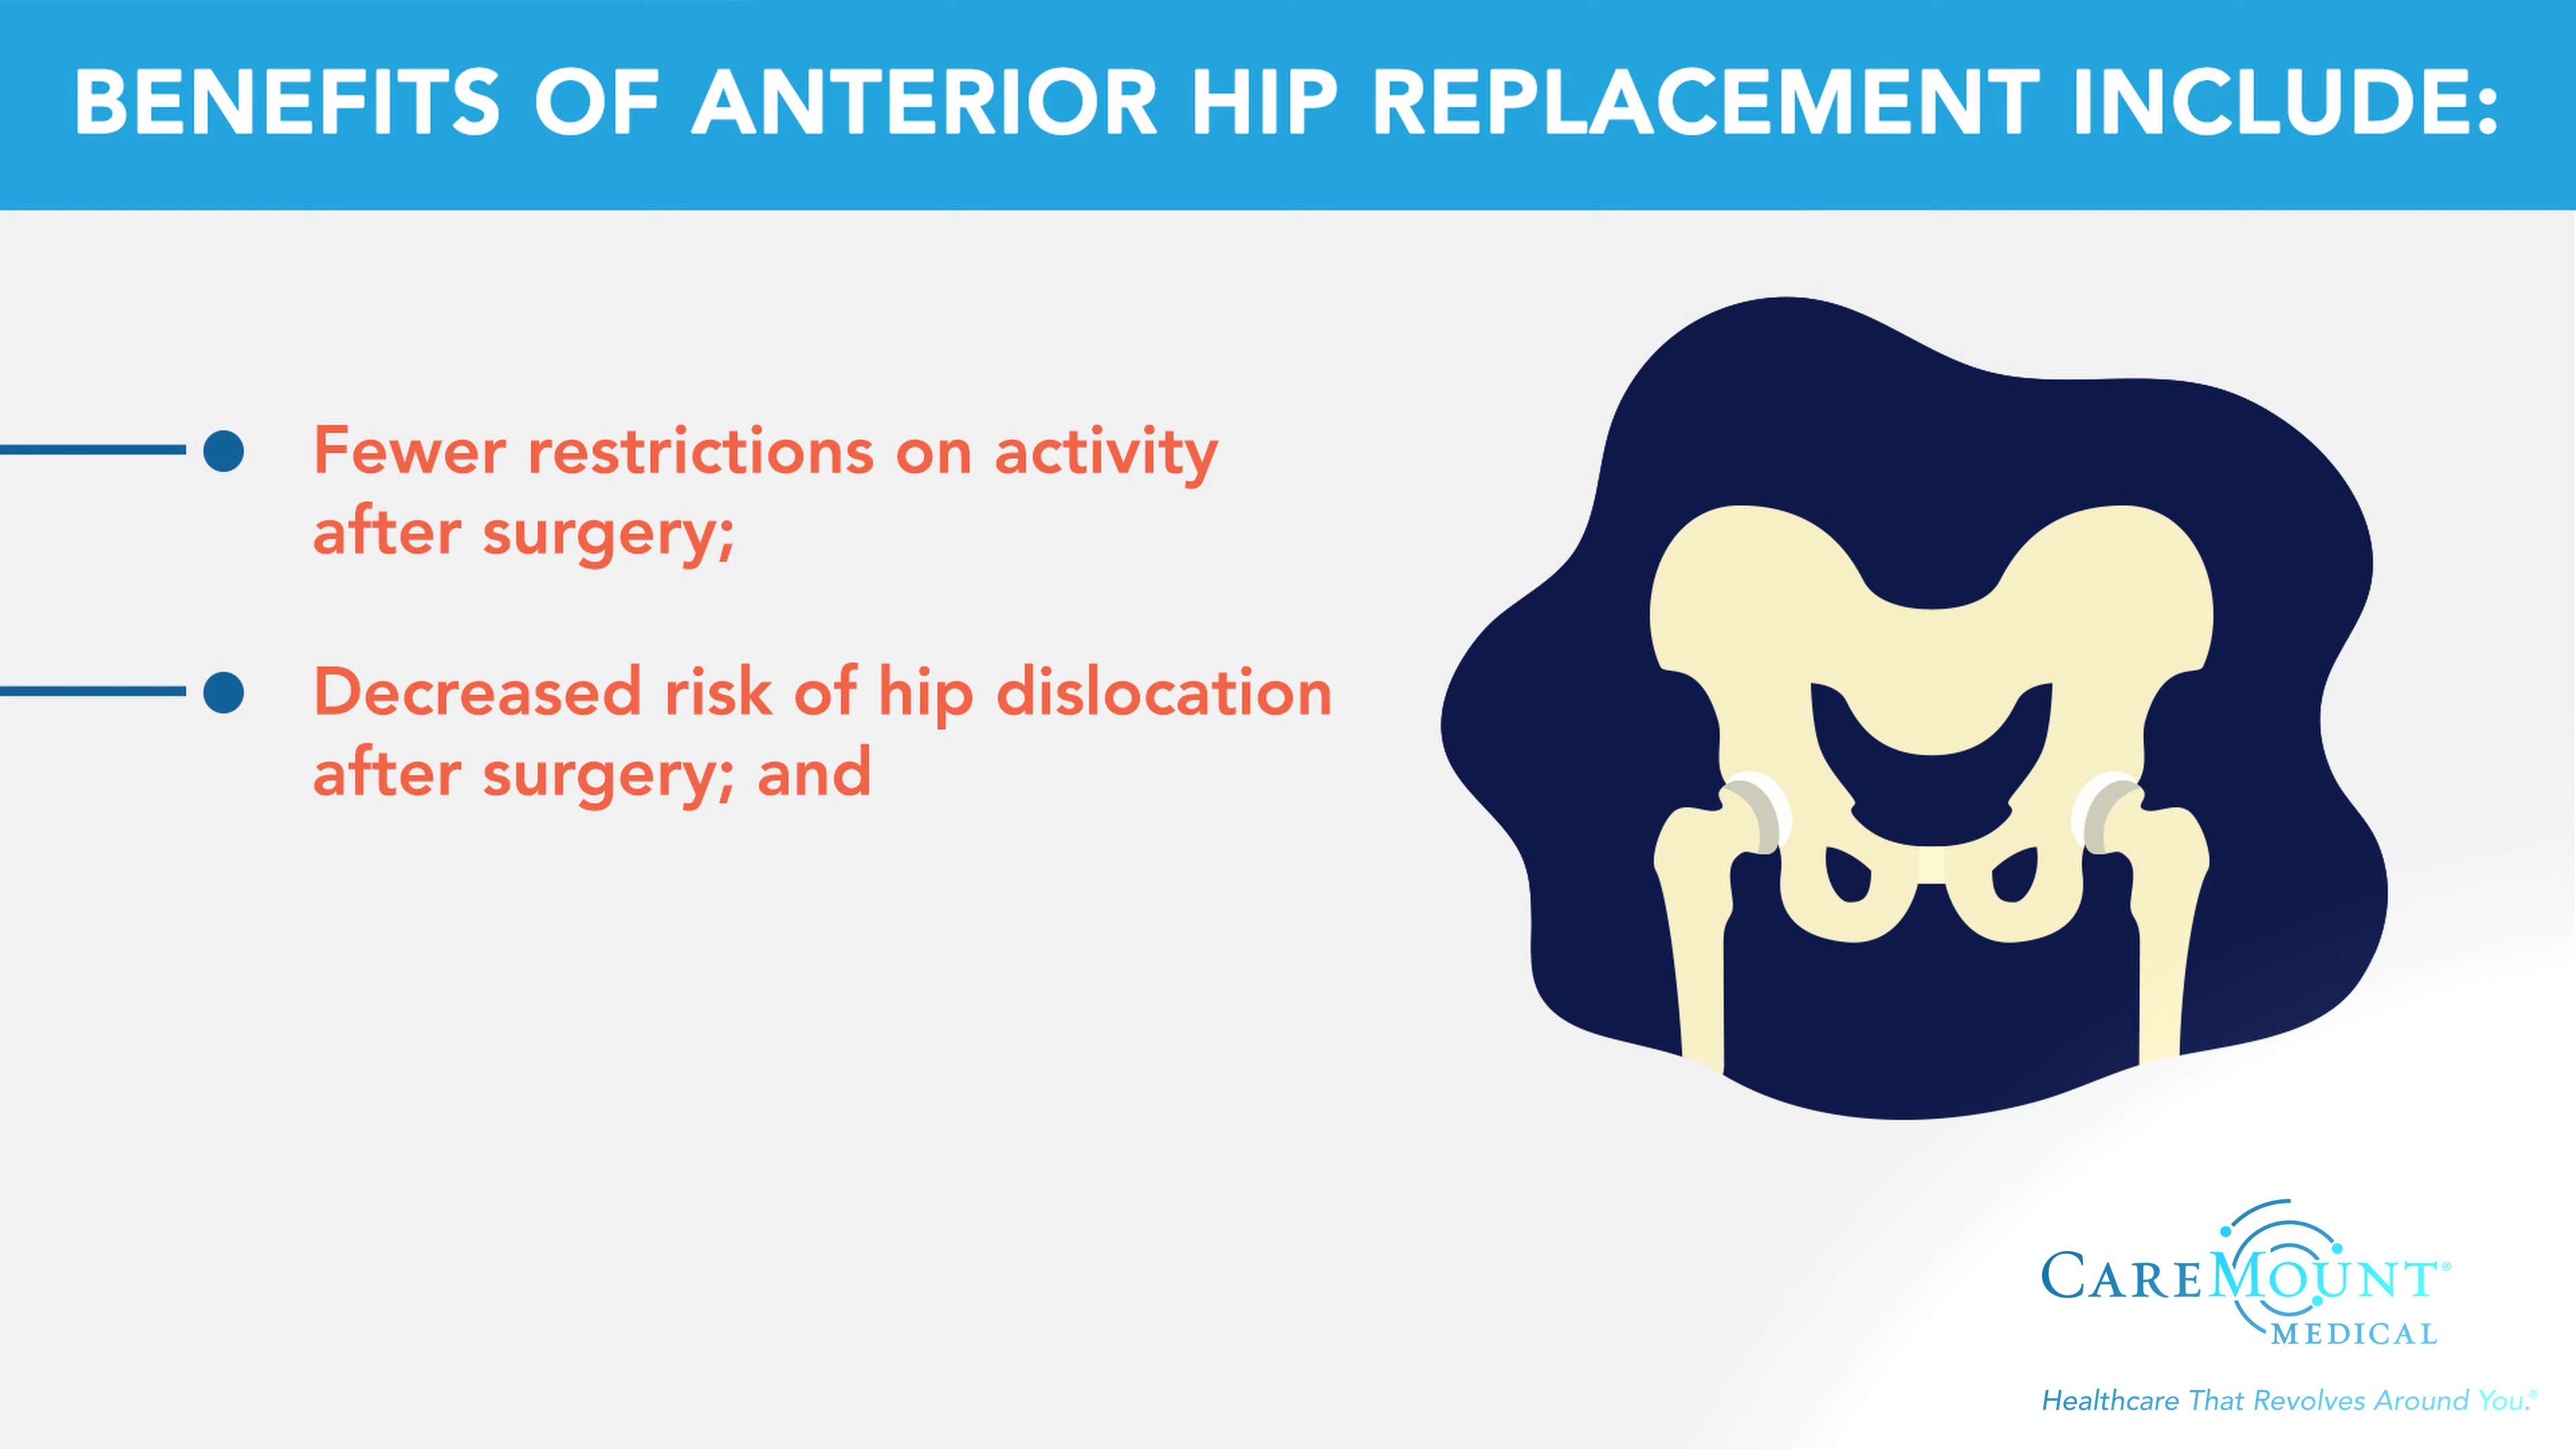 BENEFITS OF ANTERIOR HIP REPLACEMENT INCLUDE:
Fewer restrictions on activity
after surgery;
Decreased risk of hip dislocation
after surgery; and
CAREMOUNT®
MEDICAL
Healthcare That Revolves Around You.®